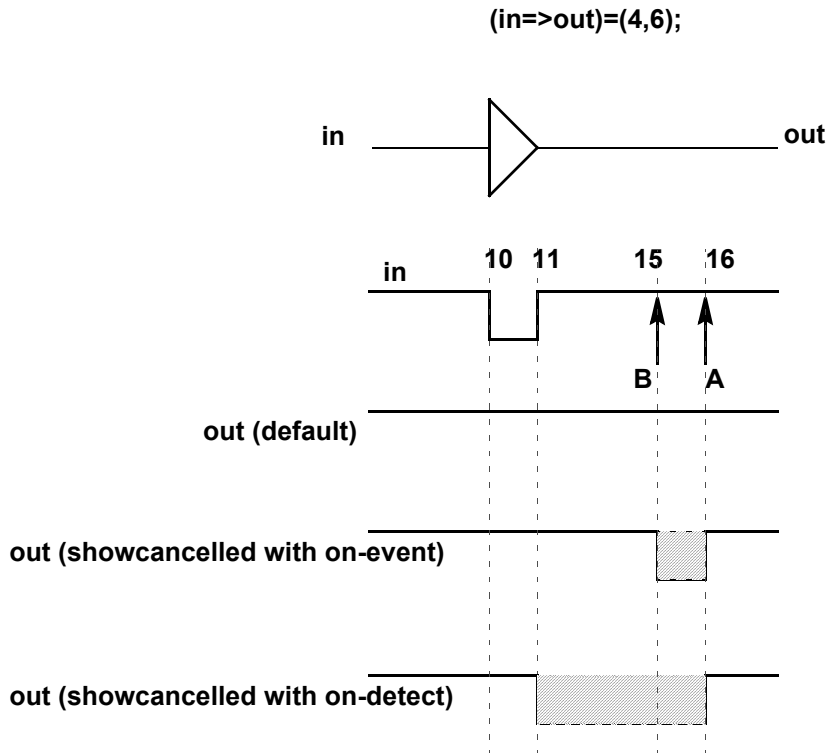 (in=>out)=(4,6);
in out
in 10 11 15 16
B A
out (default)
out (showcancelled with on-event)
out (showcancelled with on-detect)